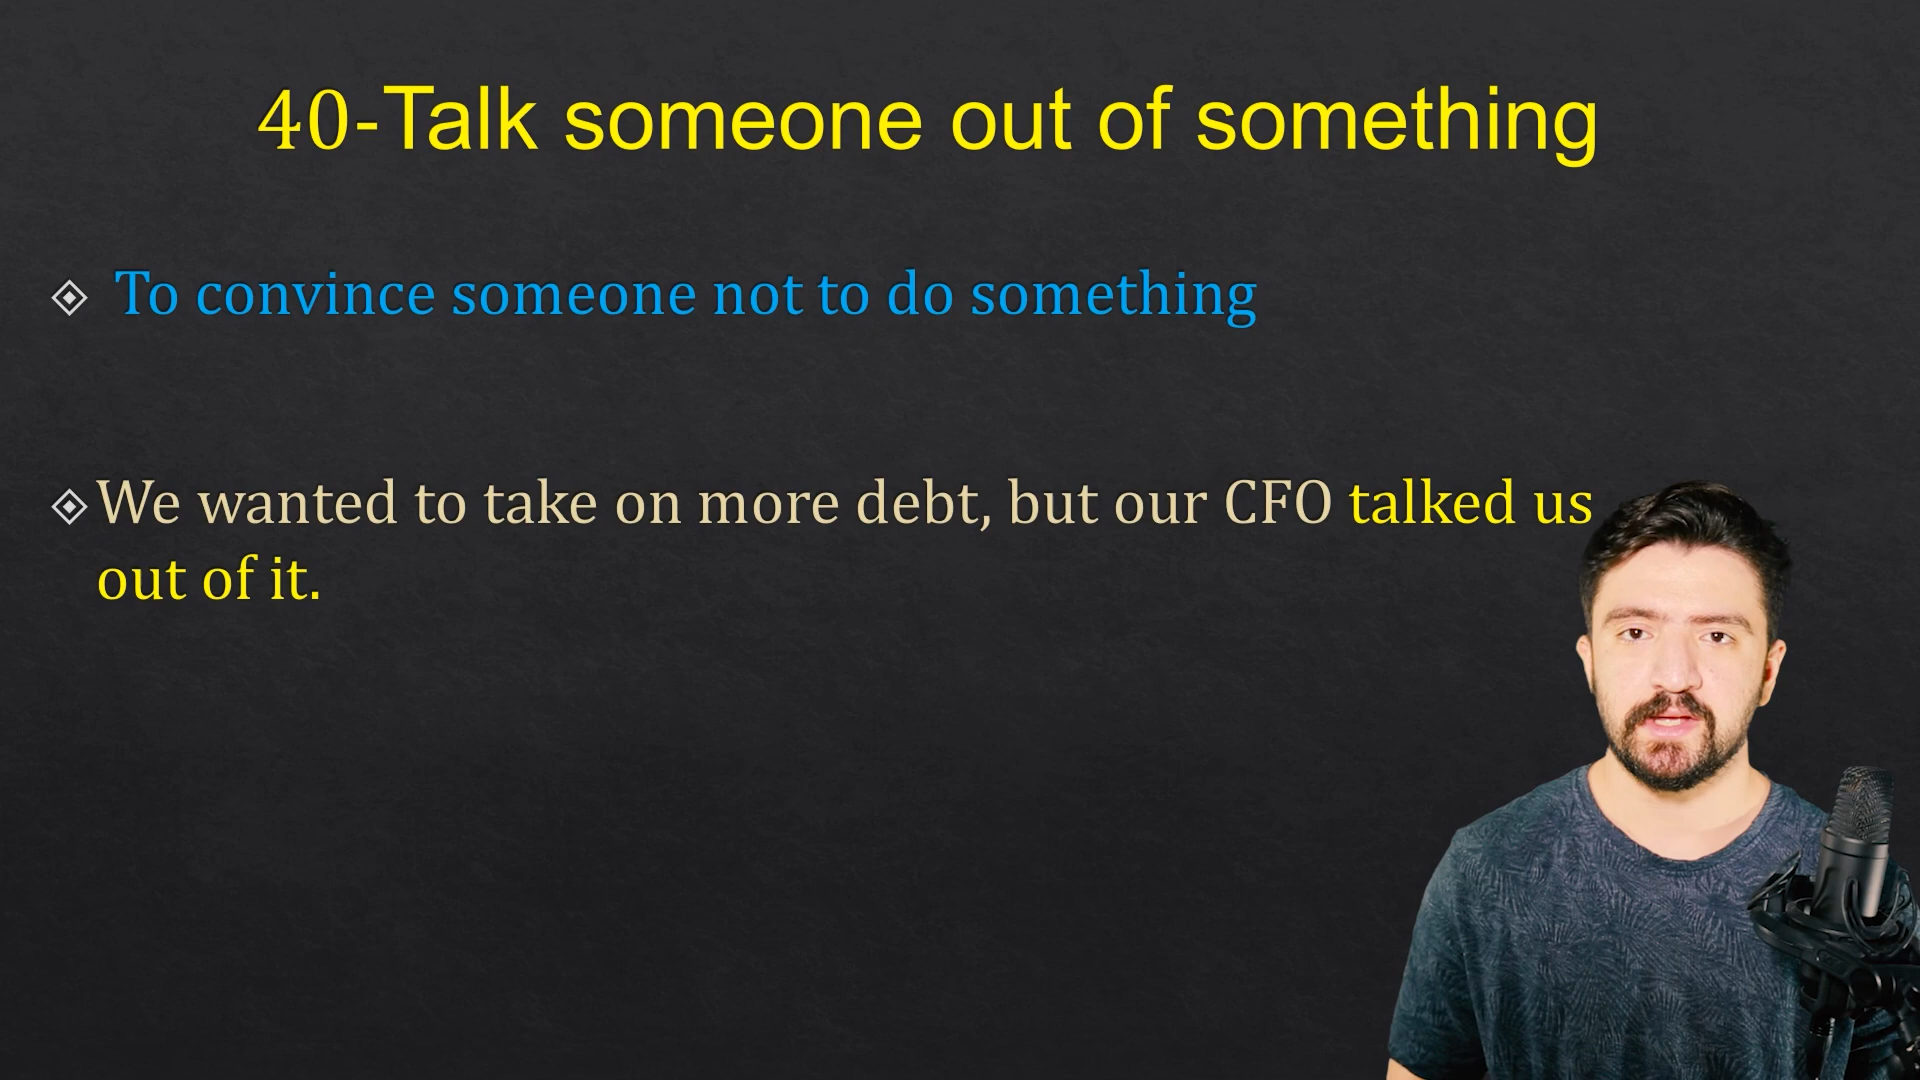 40-Talk someone out of something
To convince someone not to do something
We wanted to take on more debt, but our CFO talked us
out of it.